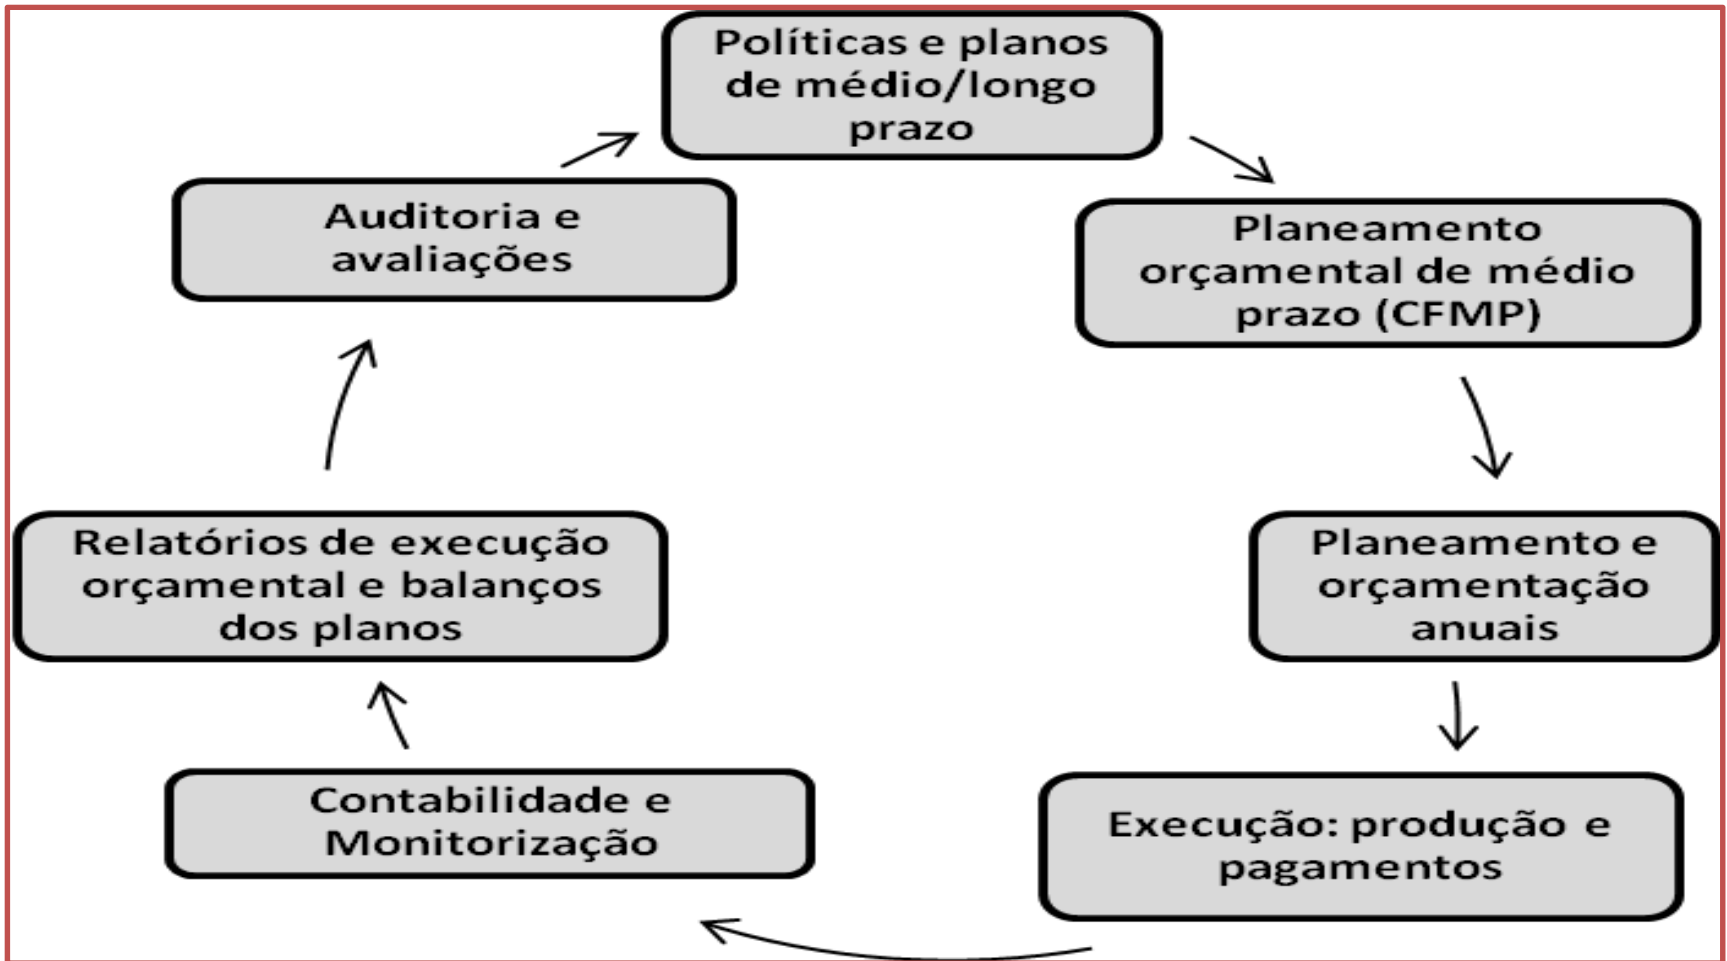 Políticas e planos
de médio/longo
prazo
Planeamento
orçamental de médio
prazo (CFMP)
Planeamento e
orçamentação
anuais
Execução: produção e
pagamentos
Contabilidade e
Monitorização
Relatórios de execução
orçamental e balanços
dos planos
Auditoria e
avaliações